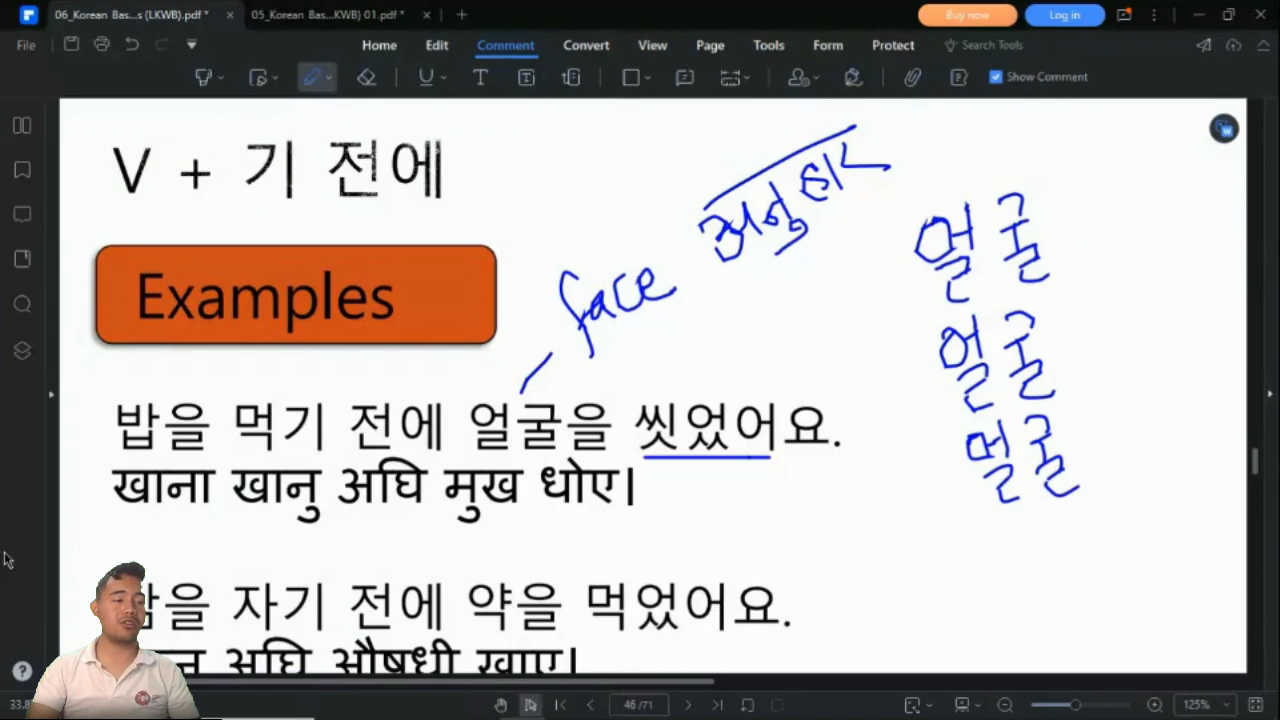 06_Korean Bas...s (LKWB).pdf *
05_Korean Bas...KWB) 01.pdf *
Buy now
Log in
File
Home Edit Comment Convert View Page Tools Form Protect Search Tools
Show Comment
V + 기 전에
Examples
face
अनुहार
얼굴
얼굴
얼굴
밥을 먹기 전에 얼굴을 씻었어요.
खाना खानु अघि मुख धोए।
을 자기 전에 약을 먹었어요.
नु अघि औषधी खाए।
46/71
125%